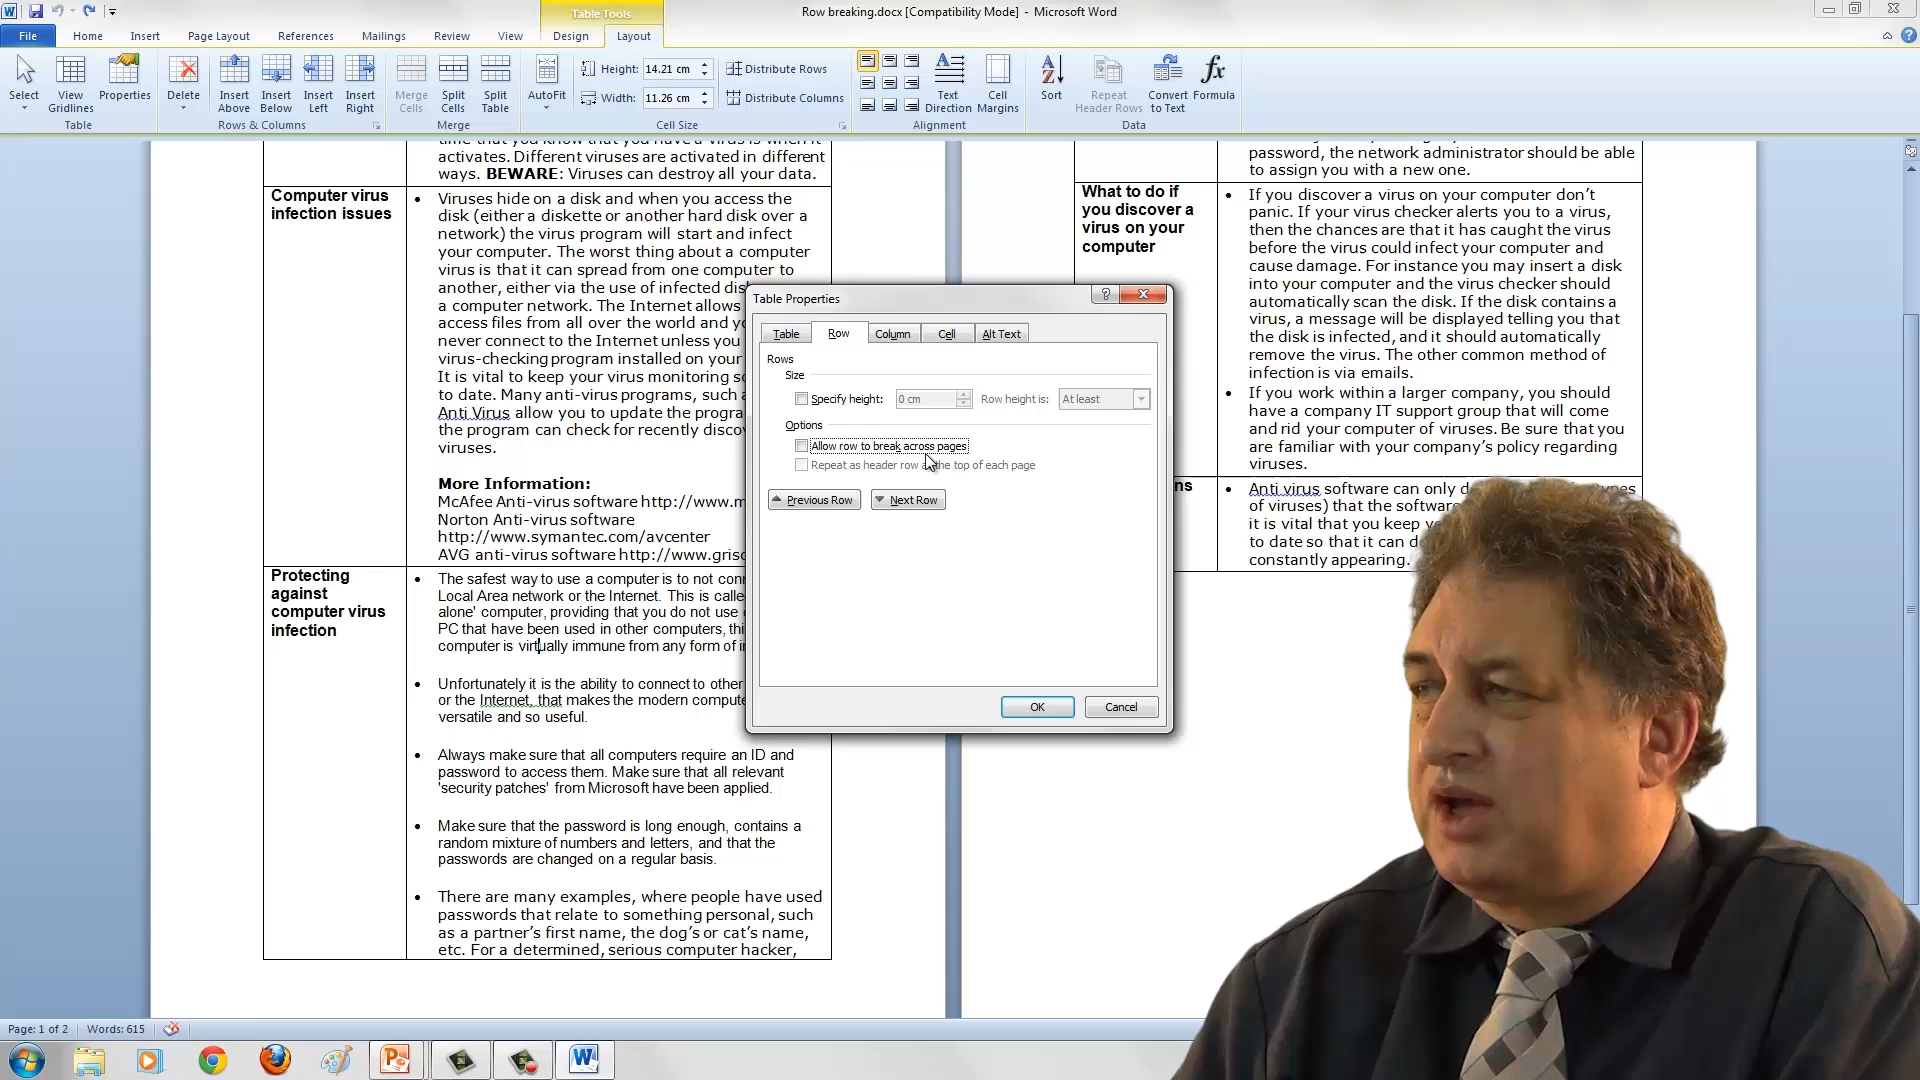 Table Tools
Row breaking.docx [Compatibility Mode] - Microsoft Word
File Home Insert Page Layout References Mailings Review View Design Layout
Select
View Gridlines
Properties
Table
Delete
Insert Above
Insert Below
Insert Left
Insert Right
Rows & Columns
Merge Cells
Split Cells
Split Table
Merge
AutoFit
Height: 14.21 cm
Width: 11.26 cm
Distribute Rows
Distribute Columns
Cell Size
Text Direction
Cell Margins
Alignment
Sort
Repeat Header Rows
Convert to Text
Formula
Data
time that you know that you have a virus is when it
activates. Different viruses are activated in different
ways. BEWARE: Viruses can destroy all your data.
Computer virus
infection issues
• Viruses hide on a disk and when you access the
disk (either a diskette or another hard disk over a
network) the virus program will start and infect
your computer. The worst thing about a computer
virus is that it can spread from one computer to
another, either via the use of infected
a computer network. The Internet allows
access files from all over the world and
never connect to the Internet unless you
virus-checking program installed on your
It is vital to keep your virus monitoring
to date. Many anti-virus programs, such
Anti Virus allow you to update the
the program can check for recently
viruses.
More Information:
McAfee Anti-virus software http://www.m
Norton Anti-virus software
http://www.symantec.com/avcenter
AVG anti-virus software http://www.gris
Protecting
against
computer virus
infection
• The safest way to use a computer is to not
Local Area network or the Internet. This is
alone' computer, providing that you do not use
PC that have been used in other computers,
computer is virtually immune from any form of
• Unfortunately it is the ability to connect to other
or the Internet, that makes the modern
versatile and so useful.
• Always make sure that all computers require an ID and
password to access them. Make sure that all relevant
'security patches' from Microsoft have been applied.
• Make sure that the password is long enough, contains a
random mixture of numbers and letters, and that the
passwords are changed on a regular basis.
• There are many examples, where people have used
passwords that relate to something personal, such
as a partner’s first name, the dog’s or cat’s name,
etc. For a determined, serious computer hacker,
Table Properties
Table Row Column Cell Alt Text
Rows
Size
Specify height: 0 cm Row height is: At least
Options
Allow row to break across pages
Repeat as header row at the top of each page
Previous Row Next Row
OK Cancel
password, the network administrator should be able
to assign you with a new one.
What to do if
you discover a
virus on your
computer
• If you discover a virus on your computer don’t
panic. If your virus checker alerts you to a virus,
then the chances are that it has caught the virus
before the virus could infect your computer and
cause damage. For instance you may insert a disk
into your computer and the virus checker should
automatically scan the disk. If the disk contains a
virus, a message will be displayed telling you that
the disk is infected, and it should automatically
remove the virus. The other common method of
infection is via emails.
• If you work within a larger company, you should
have a company IT support group that will come
and rid your computer of viruses. Be sure that you
are familiar with your company’s policy regarding
viruses.
ns
• Anti virus software can only types
of viruses) that the software
it is vital that you keep
to date so that it can
constantly appearing.
Page: 1 of 2 Words: 615